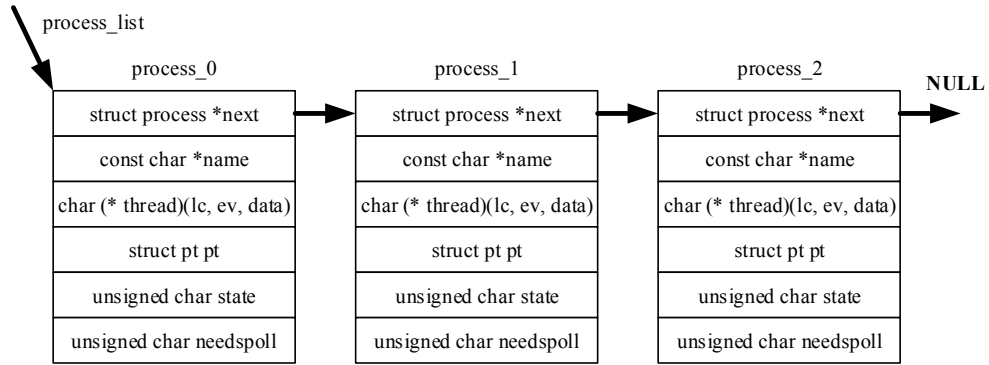 process_list
process_0
process_1
process_2
NULL
struct process *next
struct process *next
struct process *next
const char *name
const char *name
const char *name
char (* thread)(lc, ev, data)
char (* thread)(lc, ev, data)
char (* thread)(lc, ev, data)
struct pt pt
struct pt pt
struct pt pt
unsigned char state
unsigned char state
unsigned char state
unsigned char needspoll
unsigned char needspoll
unsigned char needspoll